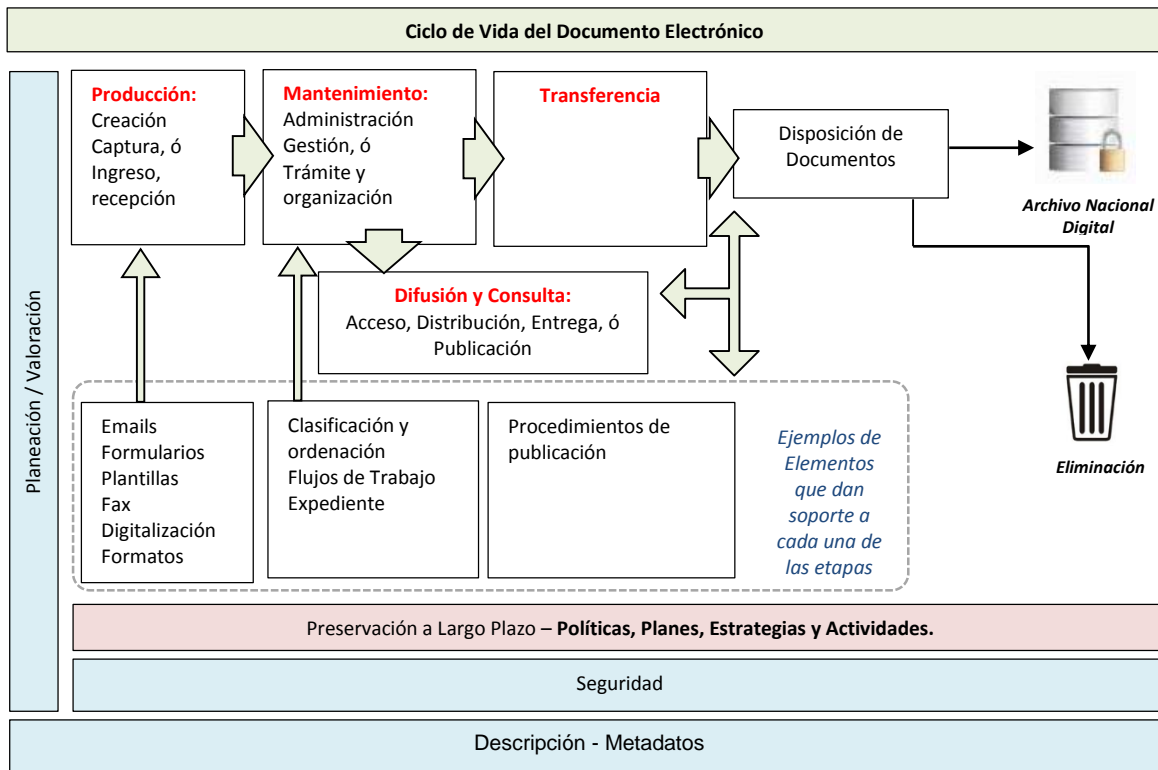 Ciclo de Vida del Documento Electrónico
Planeación / Valoración
Producción:
Creación
Captura, ó
Ingreso,
recepción
Mantenimiento:
Administración
Gestión, ó
Trámite y
organización
Transferencia
Disposición de
Documentos
Archivo Nacional
Digital
Difusión y Consulta:
Acceso, Distribución, Entrega, ó
Publicación
Eliminación
Emails
Formularios
Plantillas
Fax
Digitalización
Formatos
Clasificación y
ordenación
Flujos de Trabajo
Expediente
Procedimientos de
publicación
Ejemplos de
Elementos
que dan
soporte a
cada una de
las etapas
Preservación a Largo Plazo – Políticas, Planes, Estrategias y Actividades.
Seguridad
Descripción - Metadatos